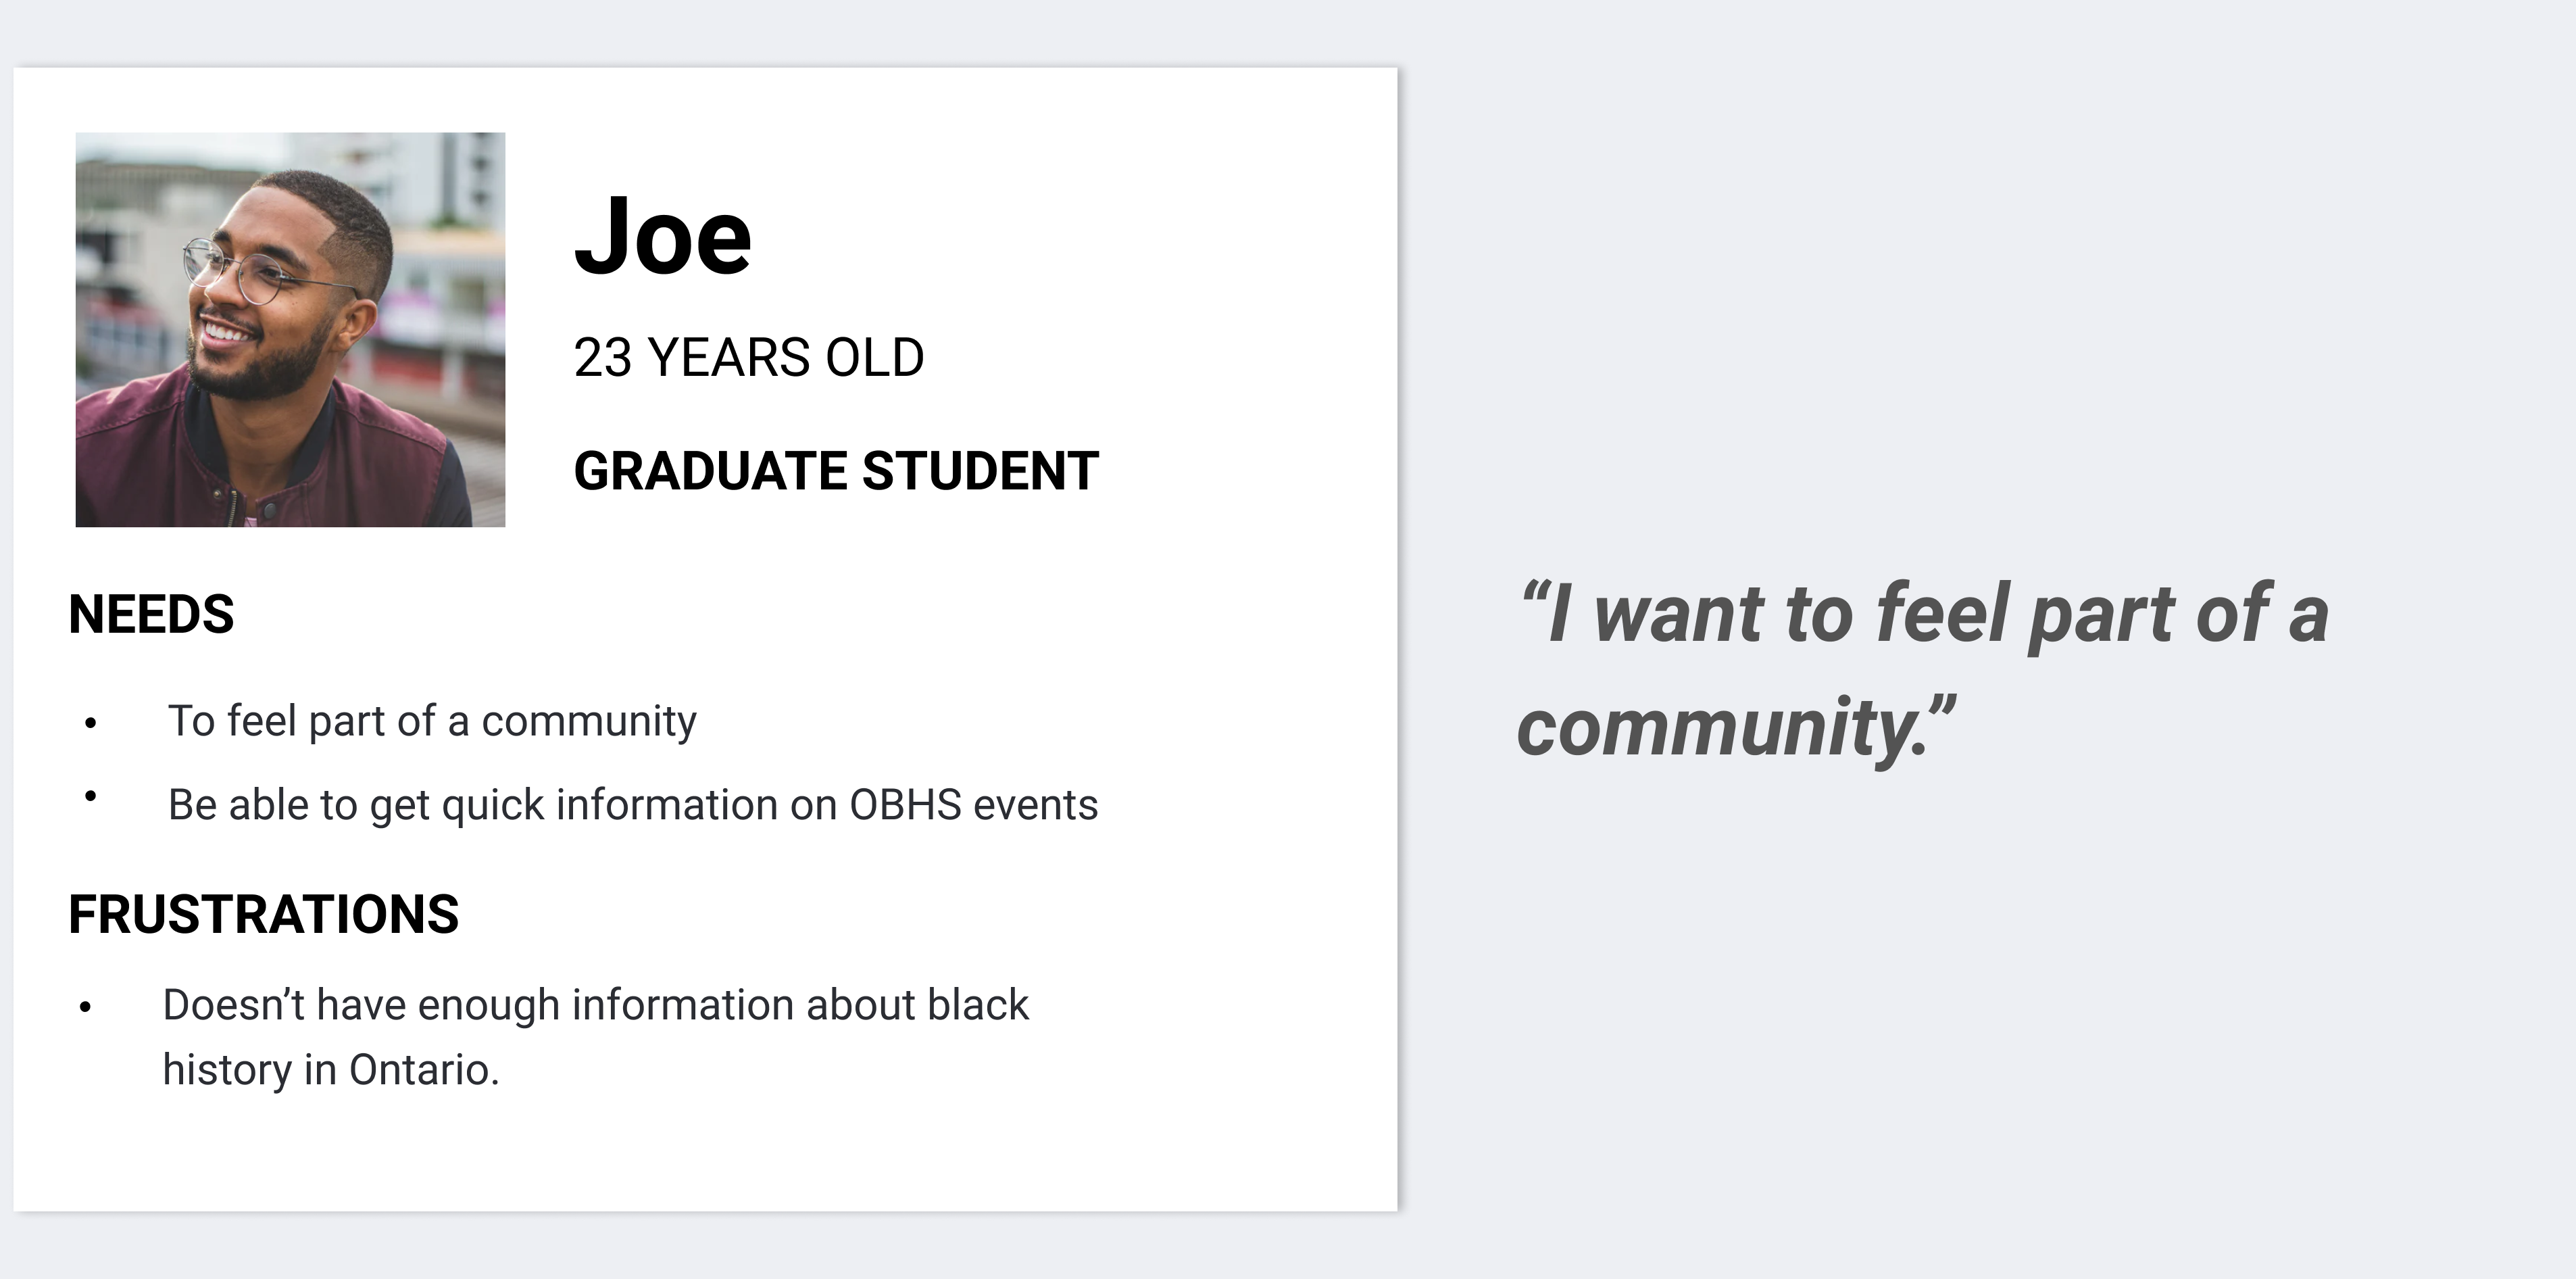 Joe
23 YEARS OLD
GRADUATE STUDENT
NEEDS
• To feel part of a community
• Be able to get quick information on OBHS events
FRUSTRATIONS
• Doesn’t have enough information about black
history in Ontario.
“I want to feel part of a
community.”